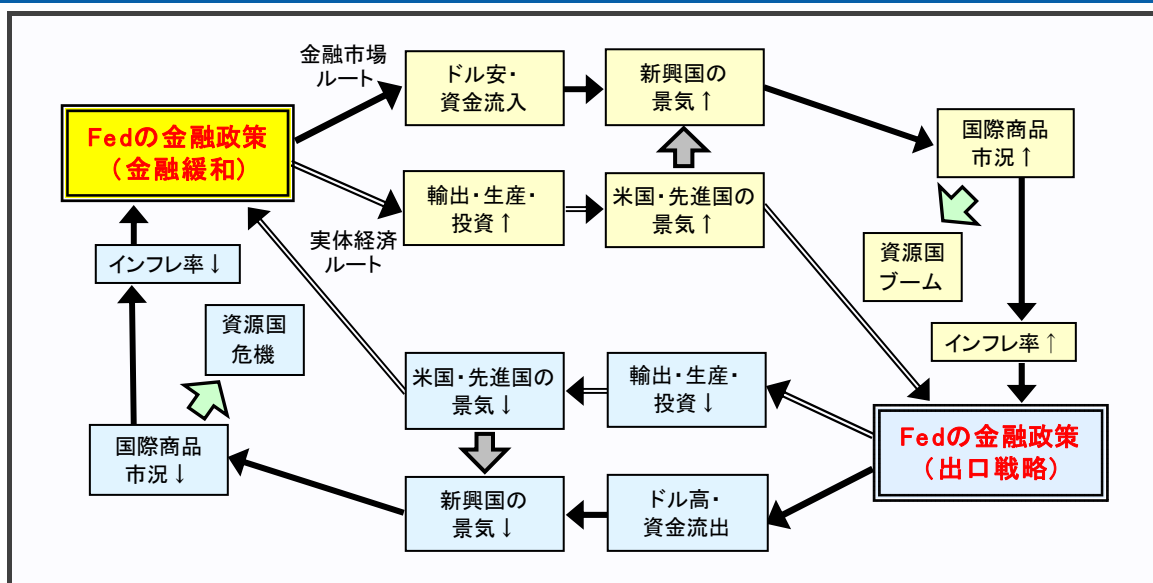 金融市場
ルート
ドル安・
資金流入
新興国の
景気↑
国際商品
市況↑
Fedの金融政策
（金融緩和）
輸出・生産・
投資↑
米国・先進国の
景気↑
実体経済
ルート
資源国
ブーム
インフレ率↓
資源国
危機
インフレ率↑
米国・先進国の
景気↓
輸出・生産・
投資↓
Fedの金融政策
（出口戦略）
国際商品
市況↓
新興国の
景気↓
ドル高・
資金流出